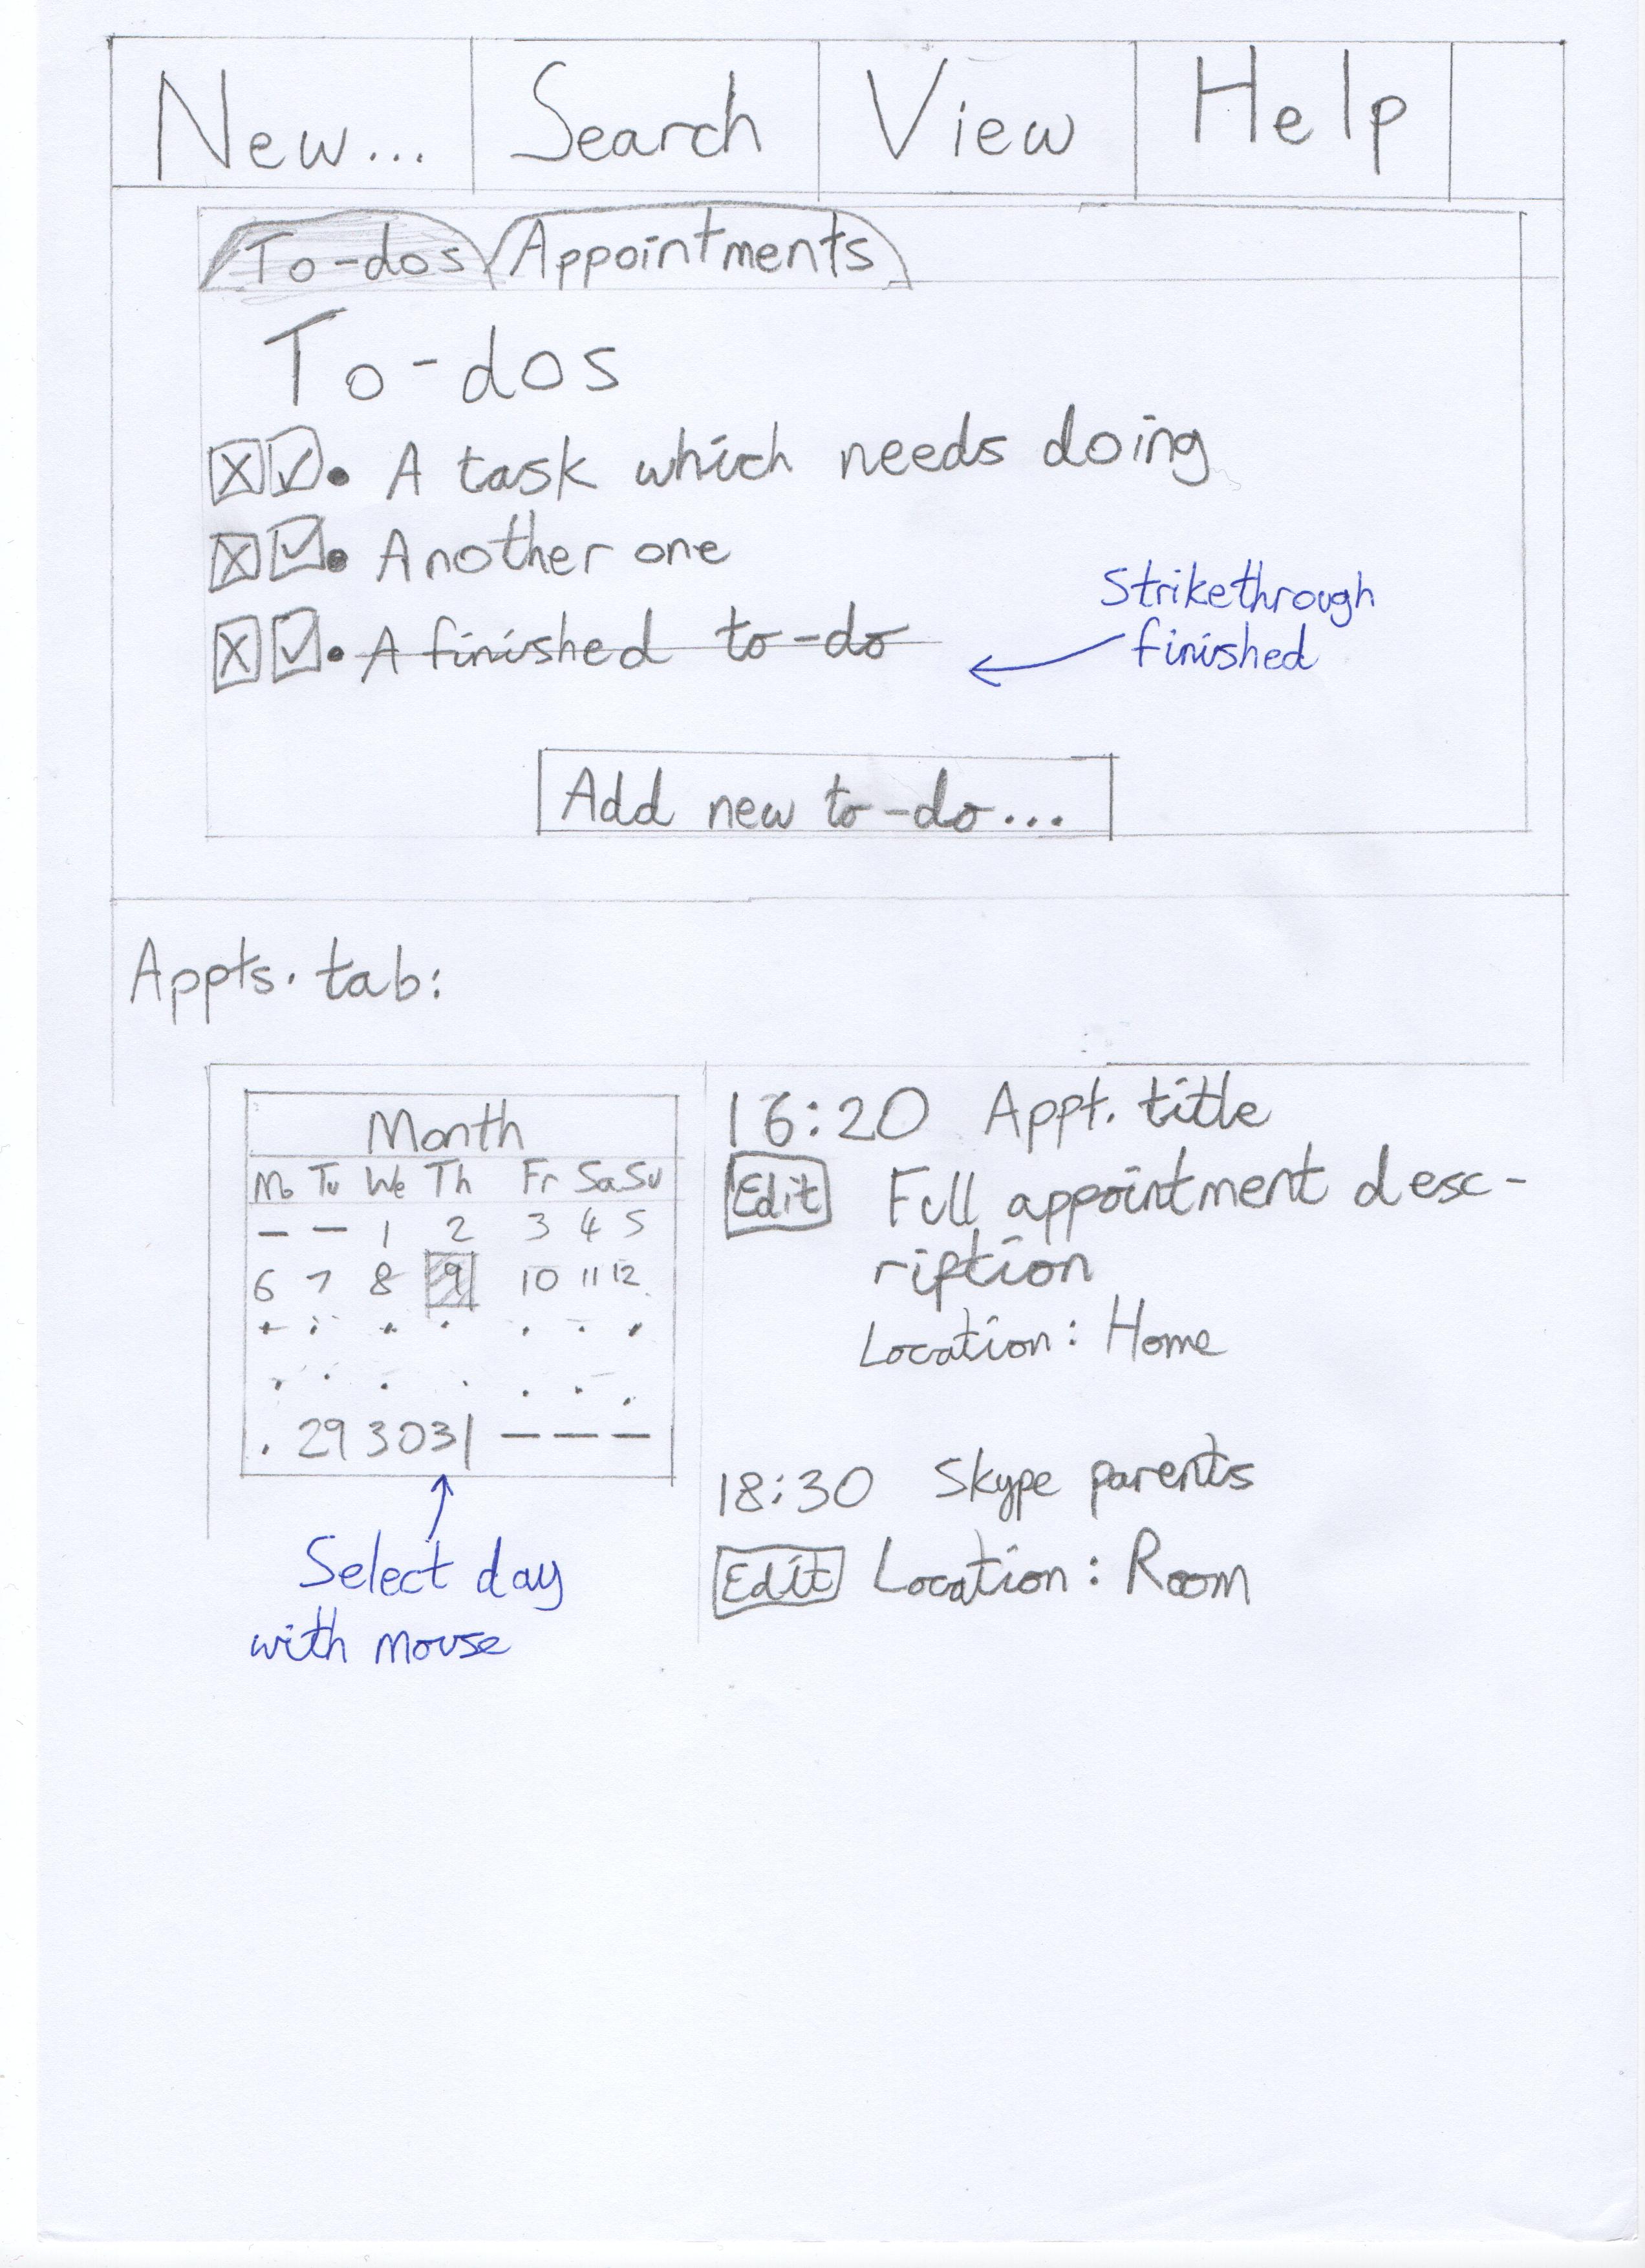 New... Search View Help
To-dos Appointments
To-dos
X ✓ • A task which needs doing
X ✓ • Another one
X ✓ • A finished to-do
Strikethrough
finished
Add new to-do...
Appts. tab:
Month
Mo Tu We Th Fr Sa Su
— — 1 2 3 4 5
6 7 8 9 10 11 12
. . . . . . .
. . . . . . .
. 29 30 31 — — —
Select day
with mouse
16:20 Appt. title
Edit Full appointment desc-
ription
Location: Home
18:30 Skype parents
Edit Location: Room